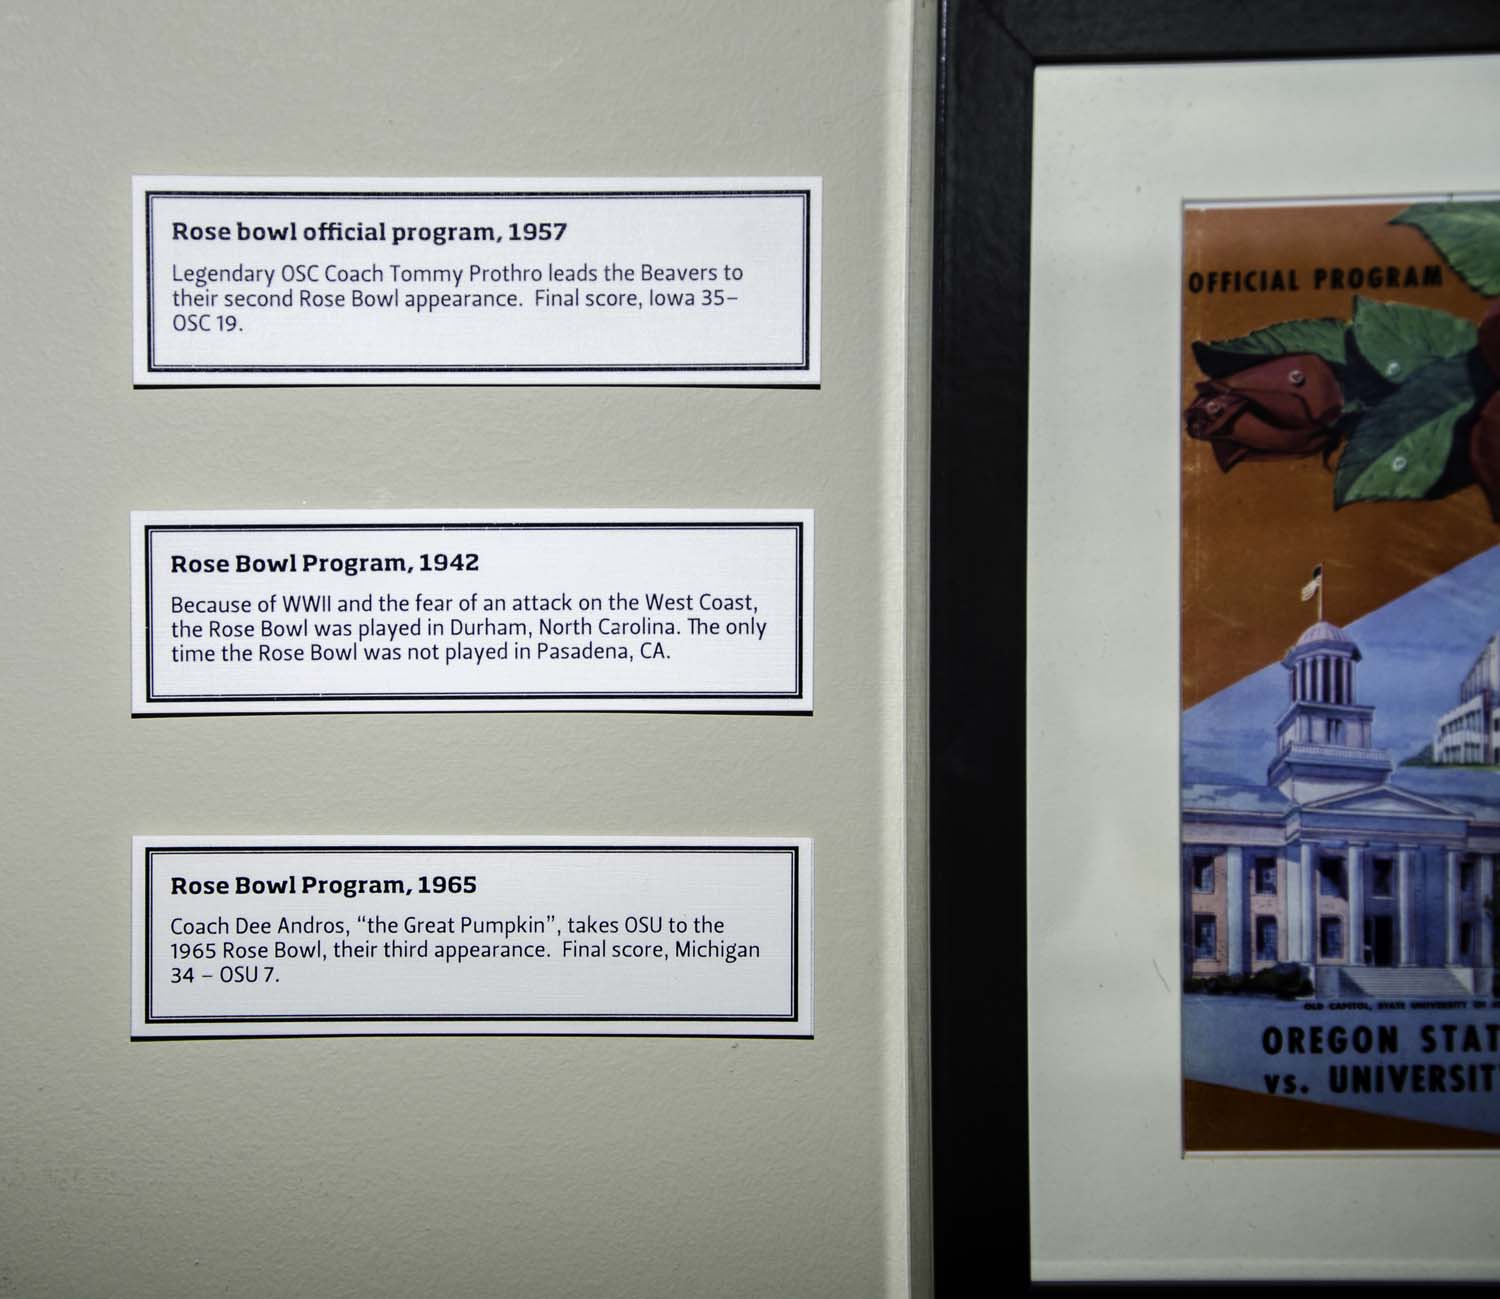 Rose bowl official program, 1957
Legendary OSC Coach Tommy Prothro leads the Beavers to
their second Rose Bowl appearance.  Final score, Iowa 35–
OSC 19.
Rose Bowl Program, 1942
Because of WWII and the fear of an attack on the West Coast,
the Rose Bowl was played in Durham, North Carolina. The only
time the Rose Bowl was not played in Pasadena, CA.
Rose Bowl Program, 1965
Coach Dee Andros, “the Great Pumpkin”, takes OSU to the
1965 Rose Bowl, their third appearance.  Final score, Michigan
34 – OSU 7.
OFFICIAL PROGRAM
OLD CAPITOL, STATE UNIVERSITY OF
OREGON STAT
vs. UNIVERSIT